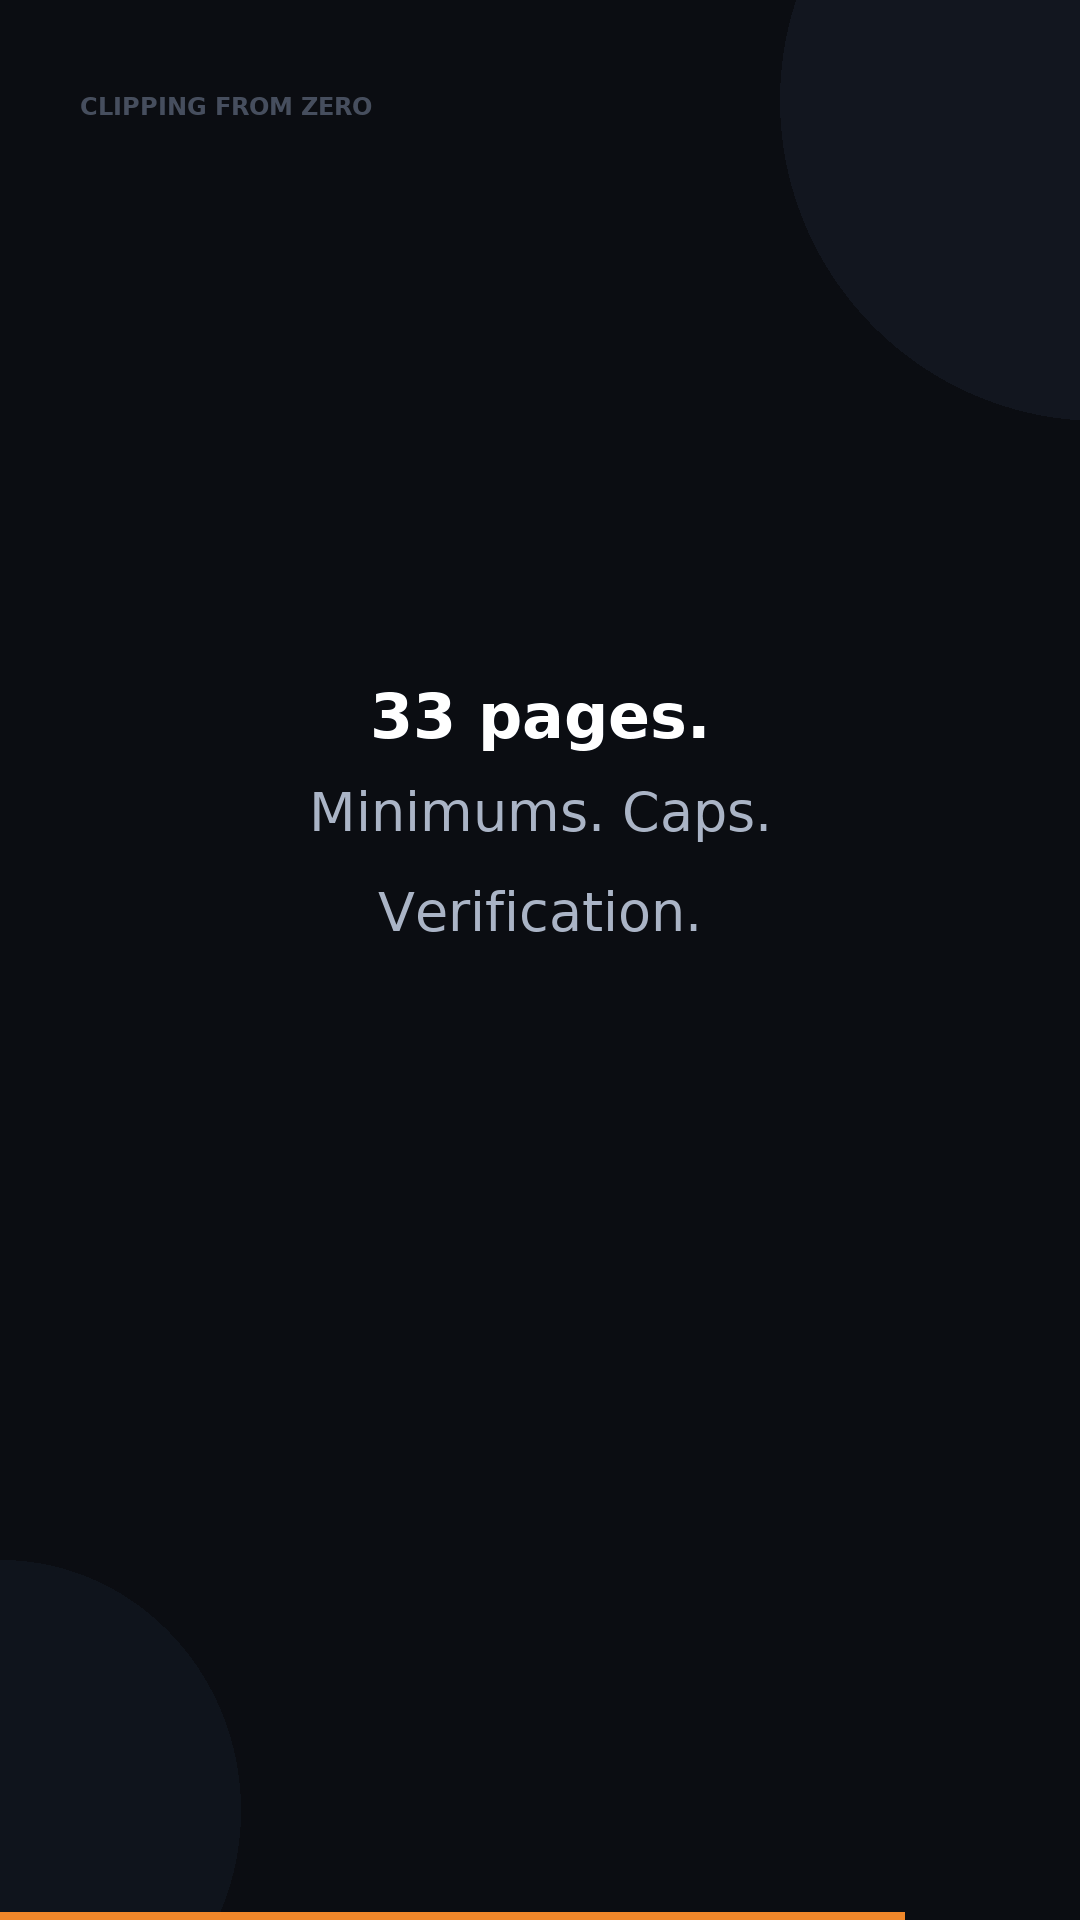 CLIPPING FROM ZERO
33 pages.
Minimums. Caps.
Verification.